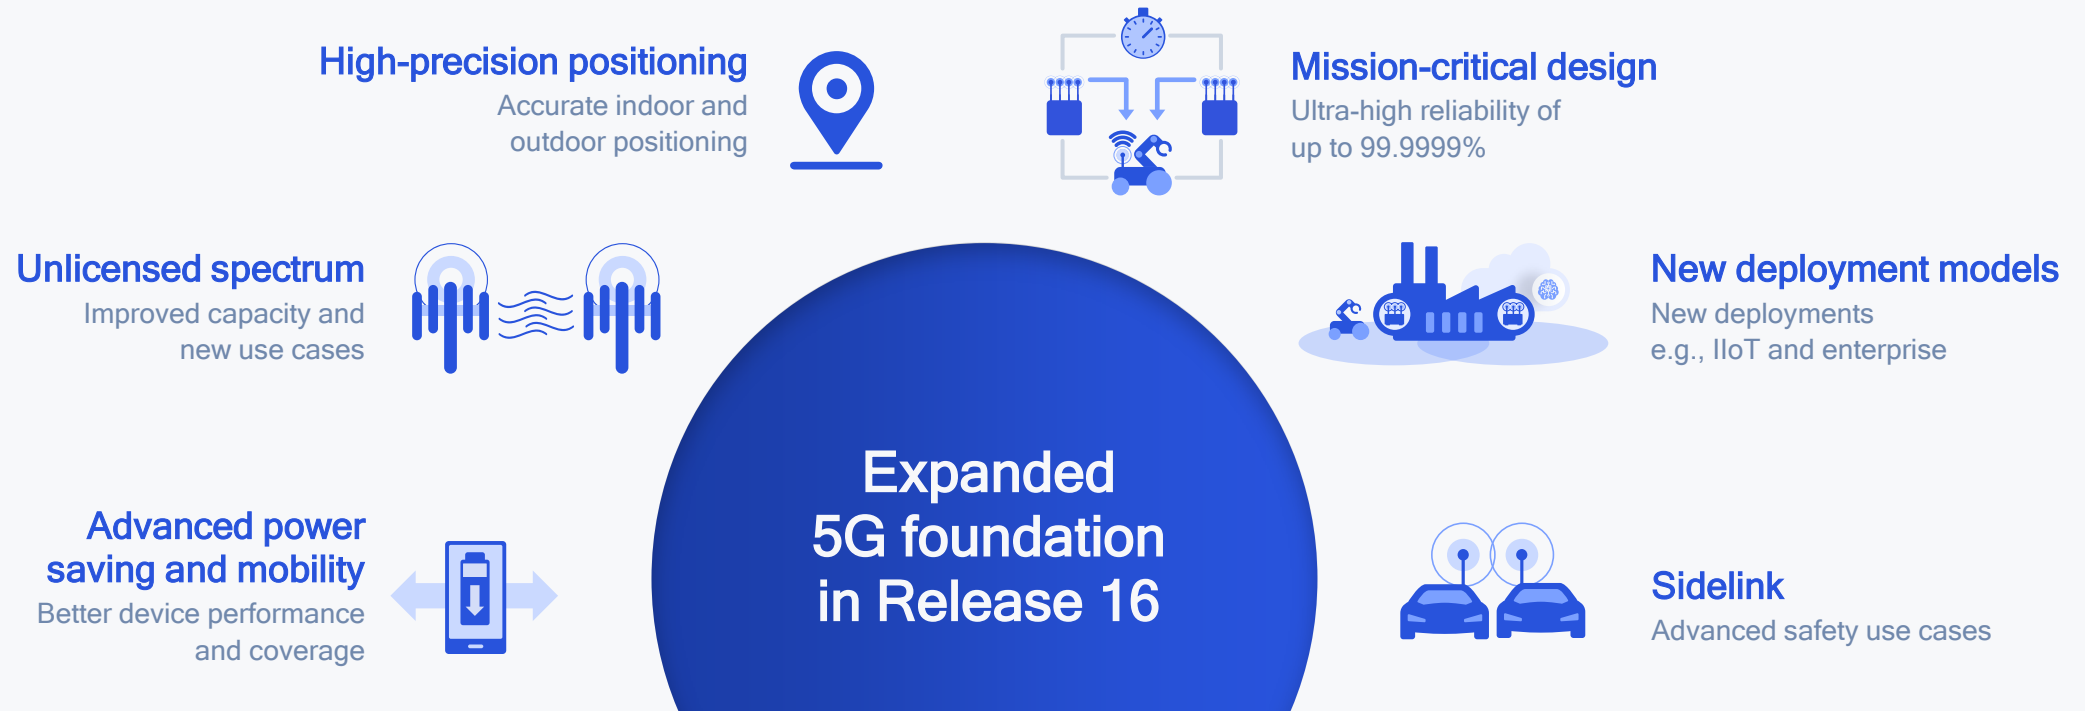 High-precision positioning
Accurate indoor and
outdoor positioning
Mission-critical design
Ultra-high reliability of
up to 99.9999%
Unlicensed spectrum
Improved capacity and
new use cases
New deployment models
New deployments
e.g., IIoT and enterprise
Advanced power
saving and mobility
Better device performance
and coverage
Expanded
5G foundation
in Release 16
Sidelink
Advanced safety use cases